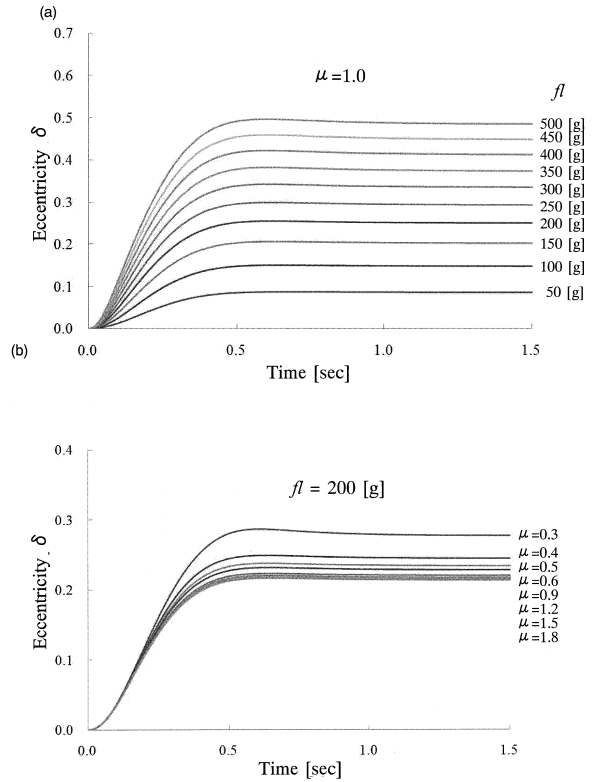 (a)
0.7
0.6
0.5
0.4
0.3
0.2
0.1
0.0
Eccentricity δ
μ=1.0
fl
500 [g]
450 [g]
400 [g]
350 [g]
300 [g]
250 [g]
200 [g]
150 [g]
100 [g]
50 [g]
0.0 0.5 1.0 1.5
Time [sec]
(b)
0.4
0.3
0.2
0.1
0.0
Eccentricity δ
fl = 200 [g]
μ=0.3
μ=0.4
μ=0.5
μ=0.6
μ=0.9
μ=1.2
μ=1.5
μ=1.8
0.0 0.5 1.0 1.5
Time [sec]